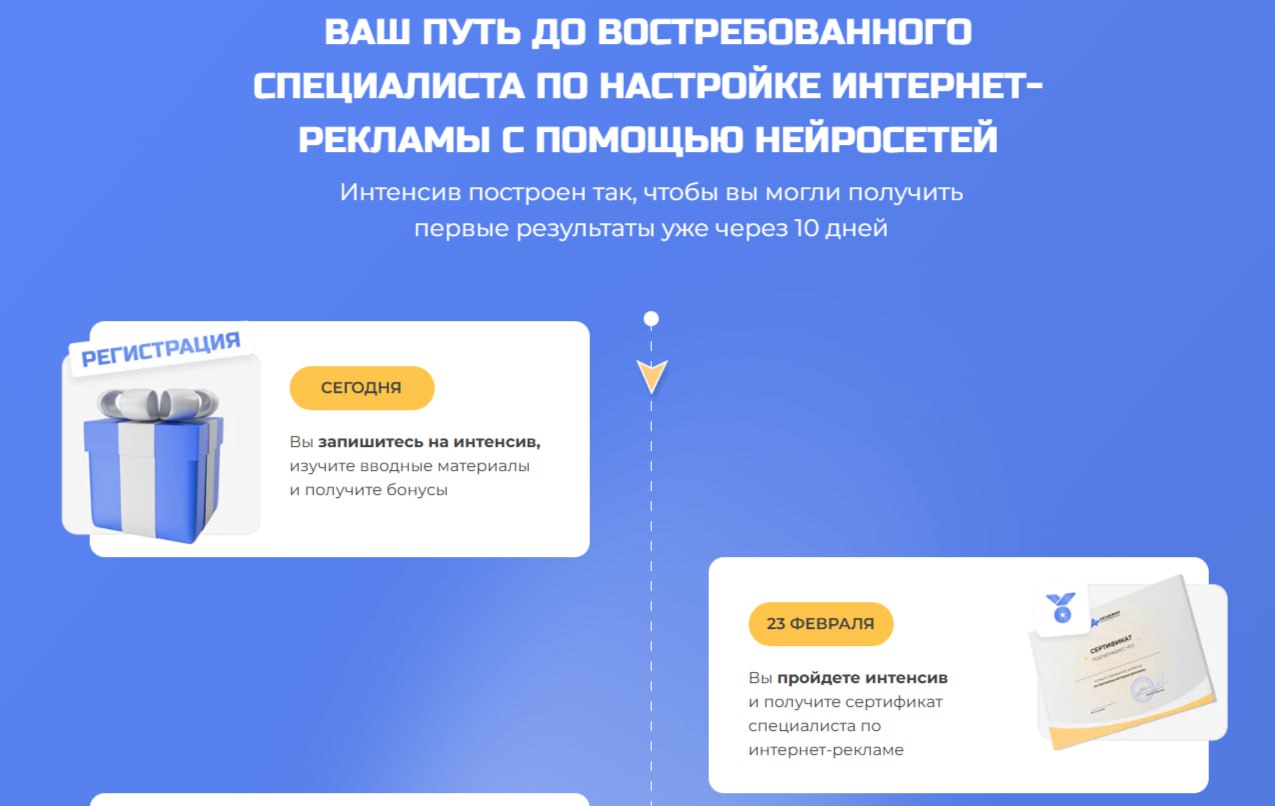 ВАШ ПУТЬ ДО ВОСТРЕБОВАННОГО
СПЕЦИАЛИСТА ПО НАСТРОЙКЕ ИНТЕРНЕТ-
РЕКЛАМЫ С ПОМОЩЬЮ НЕЙРОСЕТЕЙ
Интенсив построен так, чтобы вы могли получить
первые результаты уже через 10 дней
РЕГИСТРАЦИЯ
СЕГОДНЯ
Вы запишитесь на интенсив,
изучите вводные материалы
и получите бонусы
23 ФЕВРАЛЯ
Вы пройдете интенсив
и получите сертификат
специалиста по
интернет-рекламе
СЕРТИФИКАТ